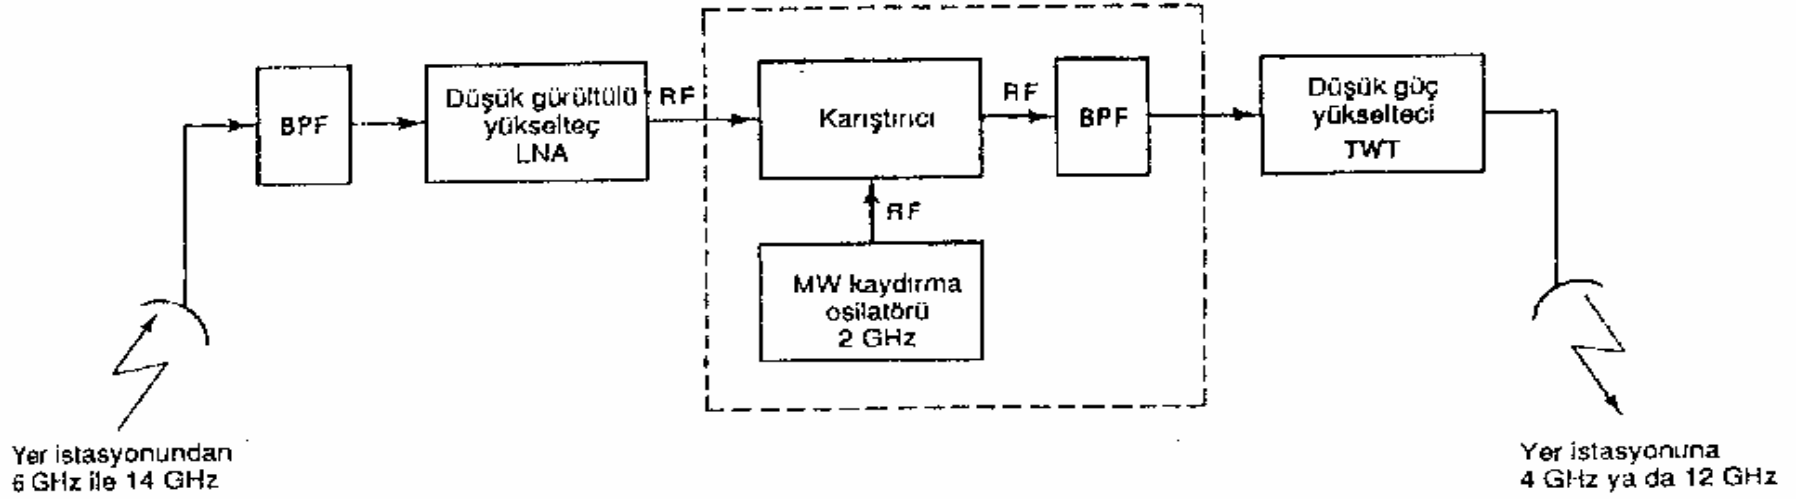 BPF
Düşük gürültülü
yükselteç
LNA
RF
Karıştırıcı
RF
BPF
Düşük güç
yükselteci
TWT
RF
MW kaydırma
osilatörü
2 GHz
Yer istasyonundan
6 GHz ile 14 GHz
Yer istasyonuna
4 GHz ya da 12 GHz